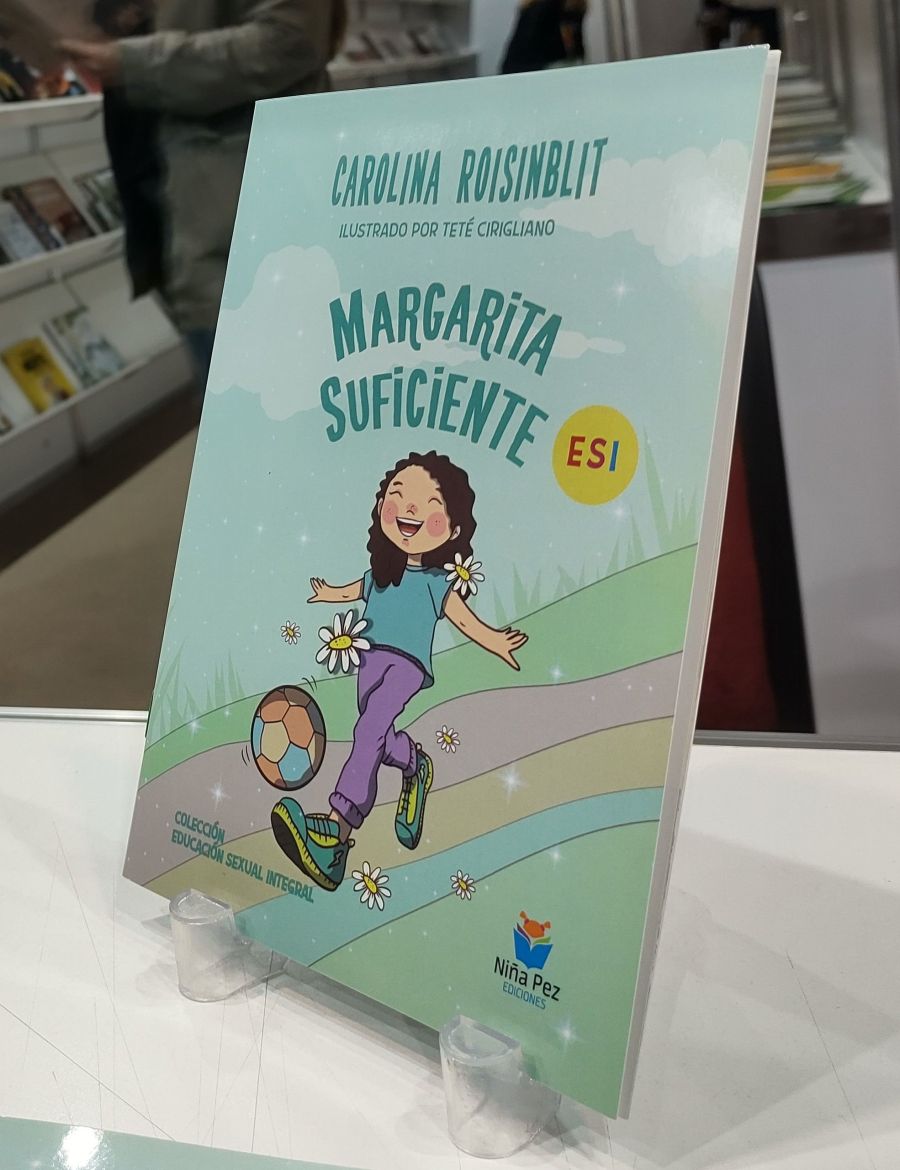 CAROLINA ROISINBLIT
ILUSTRADO POR TETÉ CIRIGLIANO
MARGARITA
SUFICIENTE
ESI
COLECCIÓN
EDUCACIÓN SEXUAL INTEGRAL
Niña Pez
EDICIONES